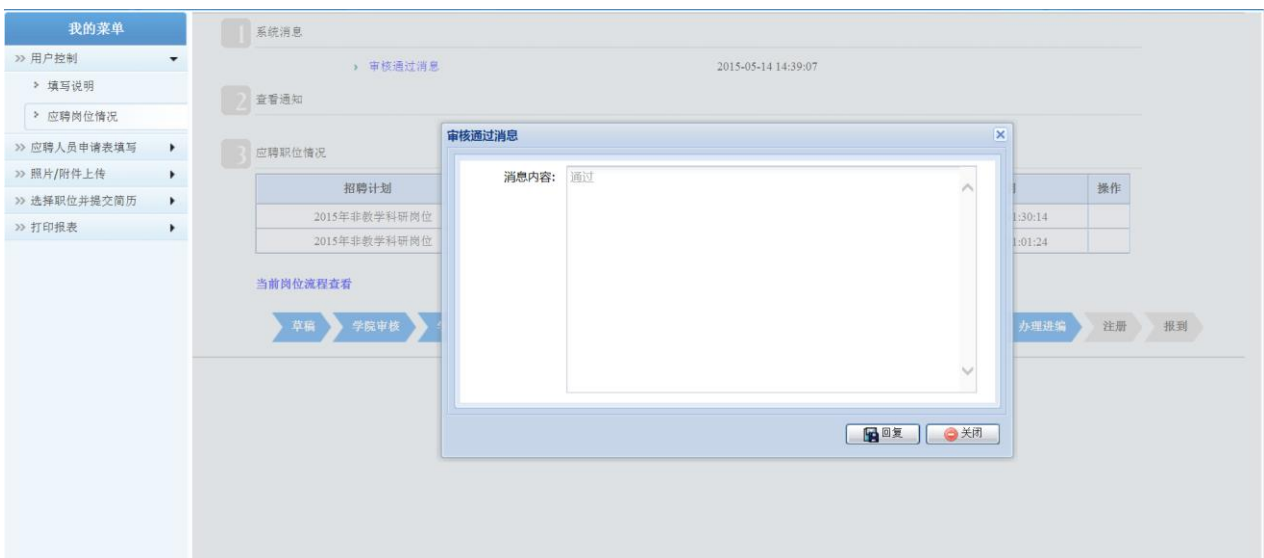 我的菜单
用户控制
填写说明
应聘岗位情况
应聘人员申请表填写
照片/附件上传
选择职位并提交简历
打印报表
1 系统消息
审核通过消息 2015-05-14 14:39:07
2 查看通知
3 应聘职位情况
招聘计划 操作
2015年非教学科研岗位 1:30:14
2015年非教学科研岗位 1:01:24
当前岗位流程查看
草稿 学院审核 办理进编 注册 报到
审核通过消息
消息内容: 通过
回复 关闭